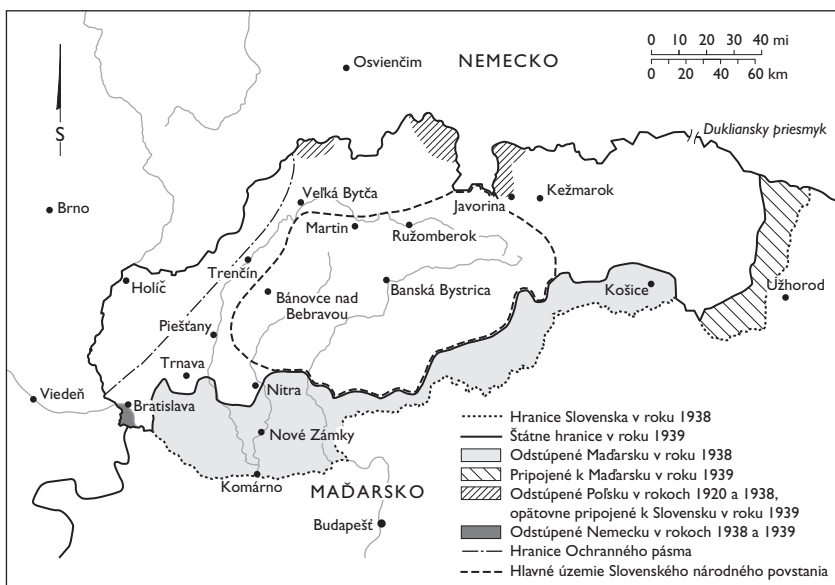 0 10 20 30 40 mi
0 20 40 60 km
Osvienčim
NEMECKO
S
Dukliansky priesmyk
Brno
Veľká Bytča
Javorina
Kežmarok
Martin
Ružomberok
Trenčín
Holíč
Bánovce nad
Bebravou
Banská Bystrica
Košice
Užhorod
Piešťany
Trnava
Viedeň
Bratislava
Nitra
Nové Zámky
Komárno
MAĎARSKO
Budapešť
Hranice Slovenska v roku 1938
Štátne hranice v roku 1939
Odstúpené Maďarsku v roku 1938
Pripojené k Maďarsku v roku 1939
Odstúpené Poľsku v rokoch 1920 a 1938,
opätovne pripojené k Slovensku v roku 1939
Odstúpené Nemecku v rokoch 1938 a 1939
Hranice Ochranného pásma
Hlavné územie Slovenského národného povstania